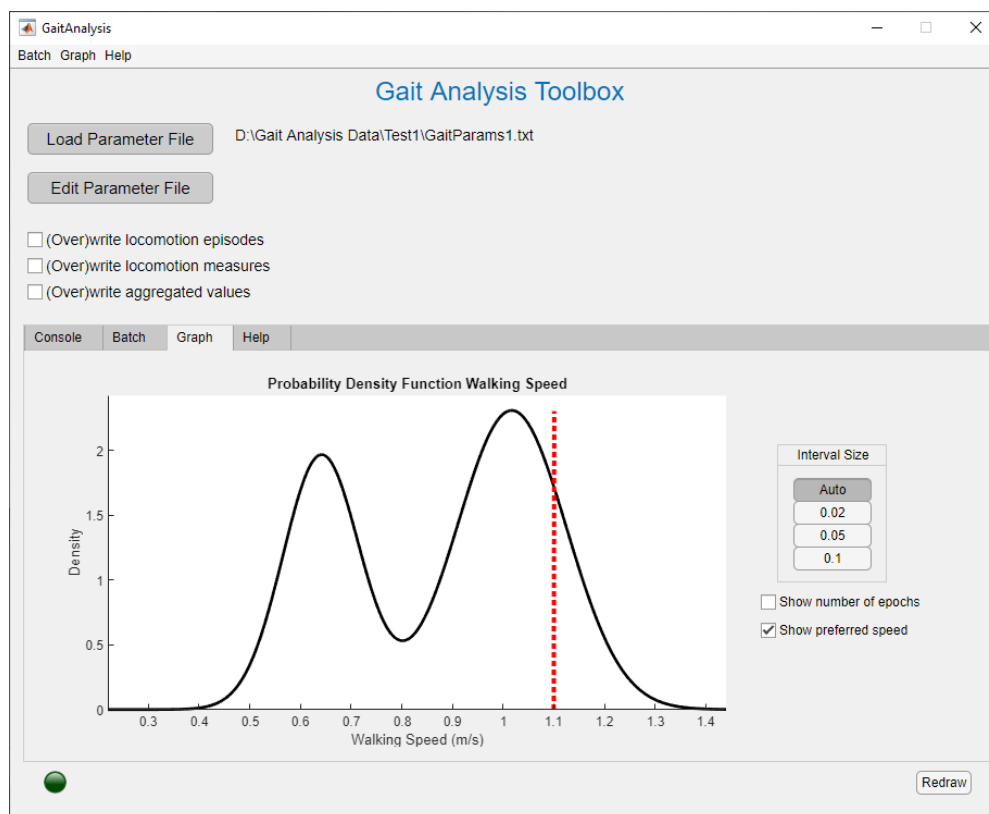 GaitAnalysis
Batch Graph Help
Gait Analysis Toolbox
Load Parameter File
D:\Gait Analysis Data\Test1\GaitParams1.txt
Edit Parameter File
(Over)write locomotion episodes
(Over)write locomotion measures
(Over)write aggregated values
Console Batch Graph Help
Probability Density Function Walking Speed
Density
2
1.5
1
0.5
0
0.3 0.4 0.5 0.6 0.7 0.8 0.9 1 1.1 1.2 1.3 1.4
Walking Speed (m/s)
Interval Size
Auto
0.02
0.05
0.1
Show number of epochs
Show preferred speed
Redraw